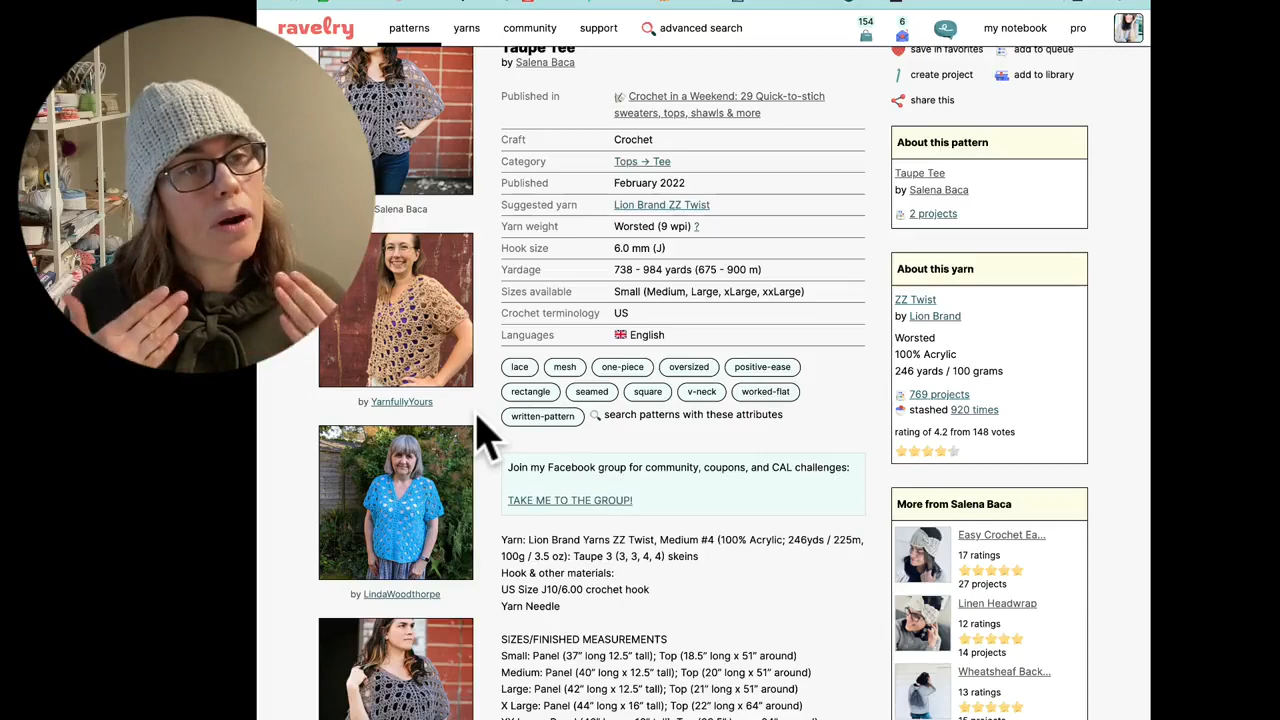 ravelry
patterns
yarns
community
support
advanced search
154
6
my notebook
pro
Taupe Tee
by Salena Baca
Published in
Crochet in a Weekend: 29 Quick-to-stich
sweaters, tops, shawls & more
Craft
Crochet
Category
Tops → Tee
Published
February 2022
Suggested yarn
Lion Brand ZZ Twist
Yarn weight
Worsted (9 wpi) ?
Hook size
6.0 mm (J)
Yardage
738 - 984 yards (675 - 900 m)
Sizes available
Small (Medium, Large, xLarge, xxLarge)
Crochet terminology
US
Languages
English
lace
mesh
one-piece
oversized
positive-ease
rectangle
seamed
square
v-neck
worked-flat
written-pattern
search patterns with these attributes
Join my Facebook group for community, coupons, and CAL challenges:
TAKE ME TO THE GROUP!
Yarn: Lion Brand Yarns ZZ Twist, Medium #4 (100% Acrylic; 246yds / 225m,
100g / 3.5 oz): Taupe 3 (3, 3, 4, 4) skeins
Hook & other materials:
US Size J10/6.00 crochet hook
Yarn Needle
SIZES/FINISHED MEASUREMENTS
Small: Panel (37” long 12.5” tall); Top (18.5” long x 51” around)
Medium: Panel (40” long x 12.5” tall); Top (20” long x 51” around)
Large: Panel (42” long x 12.5” tall); Top (21” long x 51” around)
X Large: Panel (44” long x 16” tall); Top (22” long x 64” around)
Salena Baca
by YarnfullyYours
by LindaWoodthorpe
save in favorites
add to queue
create project
add to library
share this
About this pattern
Taupe Tee
by Salena Baca
2 projects
About this yarn
ZZ Twist
by Lion Brand
Worsted
100% Acrylic
246 yards / 100 grams
769 projects
stashed 920 times
rating of 4.2 from 148 votes
More from Salena Baca
Easy Crochet Ea...
17 ratings
27 projects
Linen Headwrap
12 ratings
14 projects
Wheatsheaf Back...
13 ratings